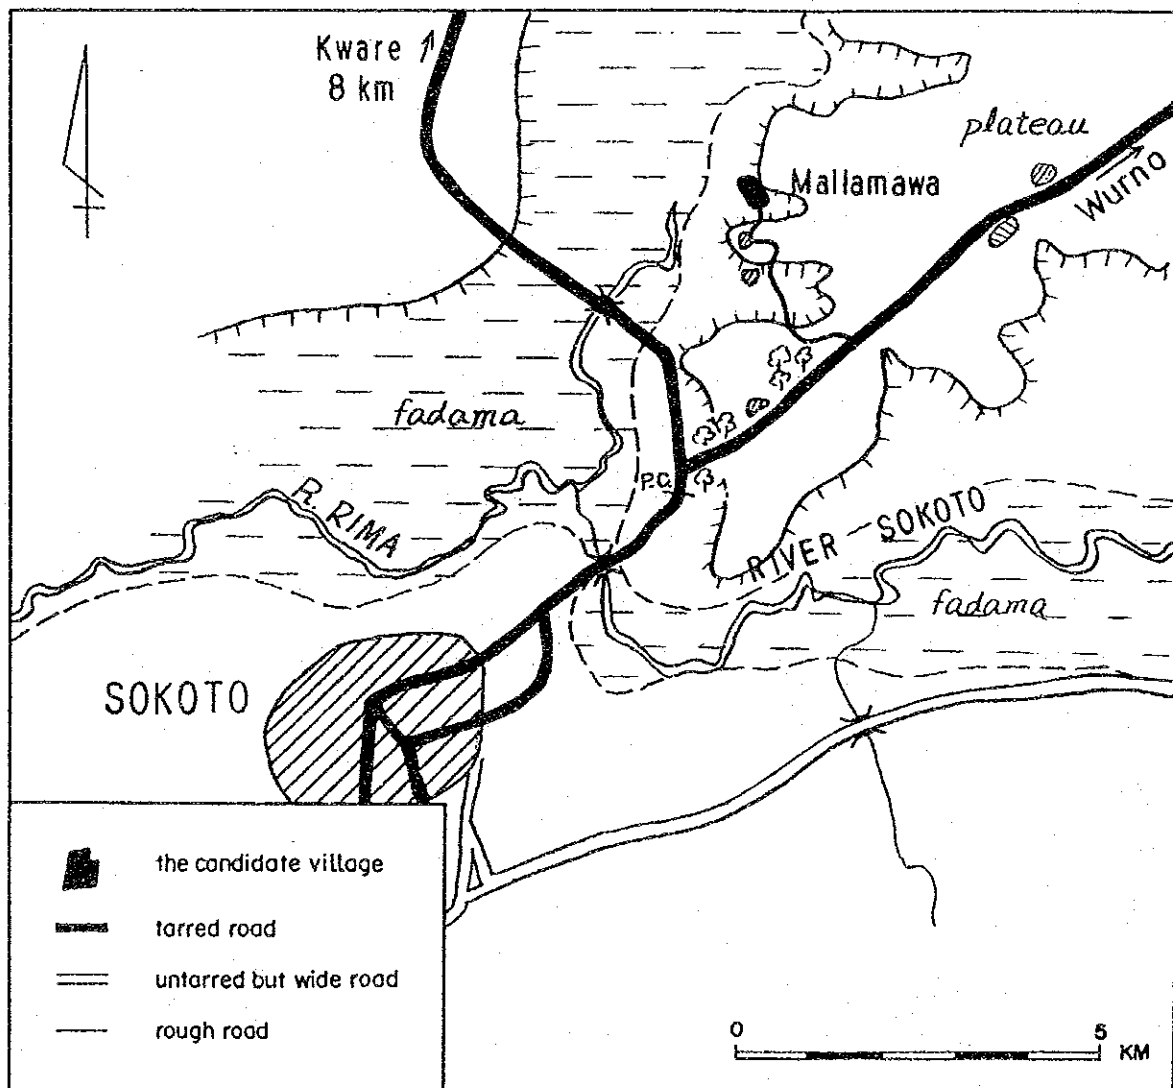 Kware
8 km
plateau
Mallamawa
Wurno
fadama
P.O.
R. RIMA
RIVER SOKOTO
fadama
SOKOTO
the candidate village
tarred road
untarred but wide road
rough road
0 5
KM